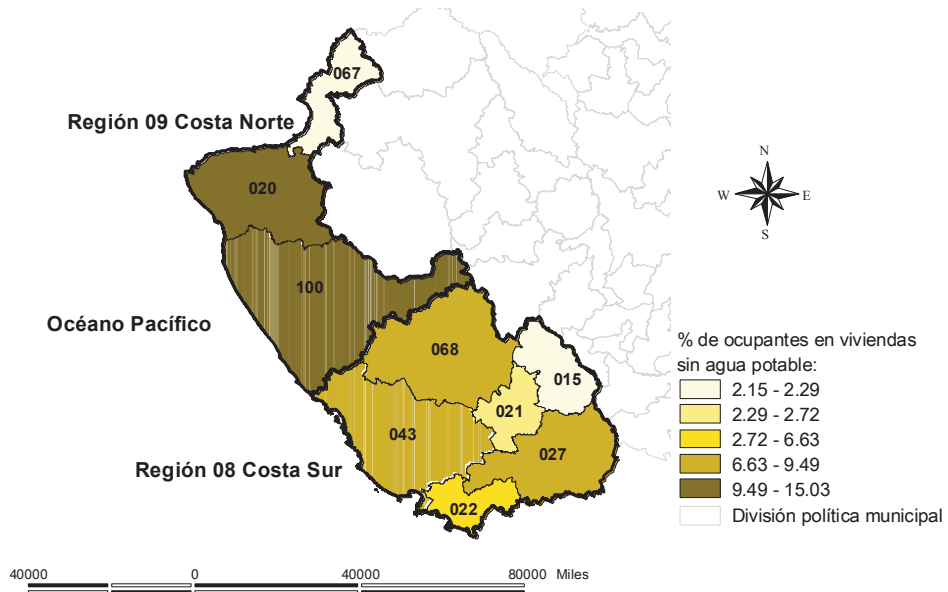 067
Región 09 Costa Norte
020
N
W E
S
100
Océano Pacífico
068
015
021
043
027
Región 08 Costa Sur
022
% de ocupantes en viviendas
sin agua potable:
2.15 - 2.29
2.29 - 2.72
2.72 - 6.63
6.63 - 9.49
9.49 - 15.03
División política municipal
40000 0 40000 80000 Miles